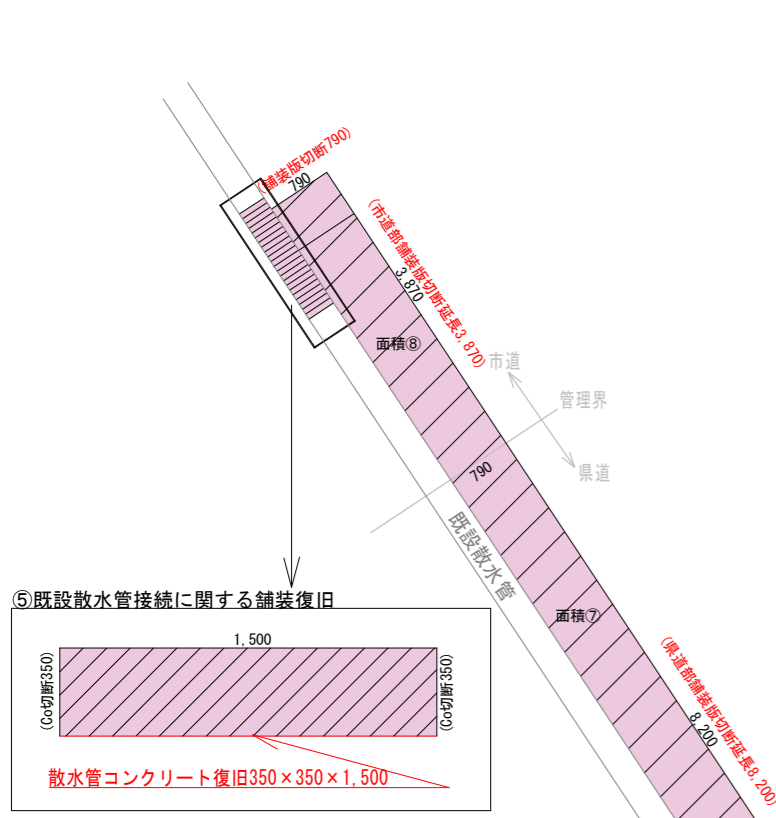 (舗装版切断790)
790
(市道部舗装版切断延長3,870)
3,870
面積⑧
市道
管理界
県道
790
既設散水管
面積⑦
(県道部舗装版切断延長8,200)
8,200
⑤既設散水管接続に関する舗装復旧
1,500
(Co切断350)
(Co切断350)
散水管コンクリート復旧350×350×1,500